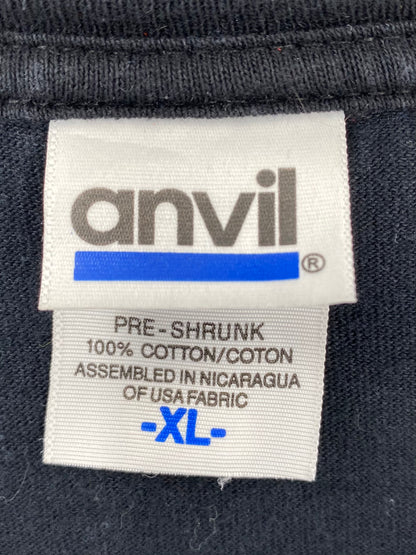 anvil®
PRE-SHRUNK
100% COTTON/COTON
ASSEMBLED IN NICARAGUA
OF USA FABRIC
-XL-